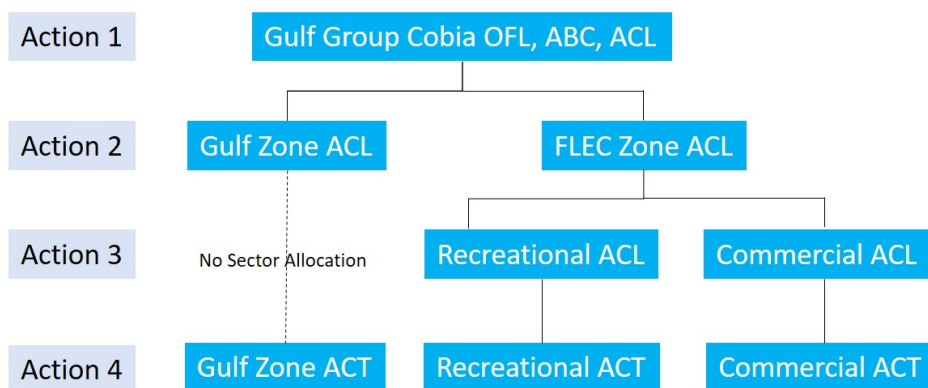 Action 1
Gulf Group Cobia OFL, ABC, ACL
Action 2
Gulf Zone ACL
FLEC Zone ACL
Action 3
No Sector Allocation
Recreational ACL
Commercial ACL
Action 4
Gulf Zone ACT
Recreational ACT
Commercial ACT